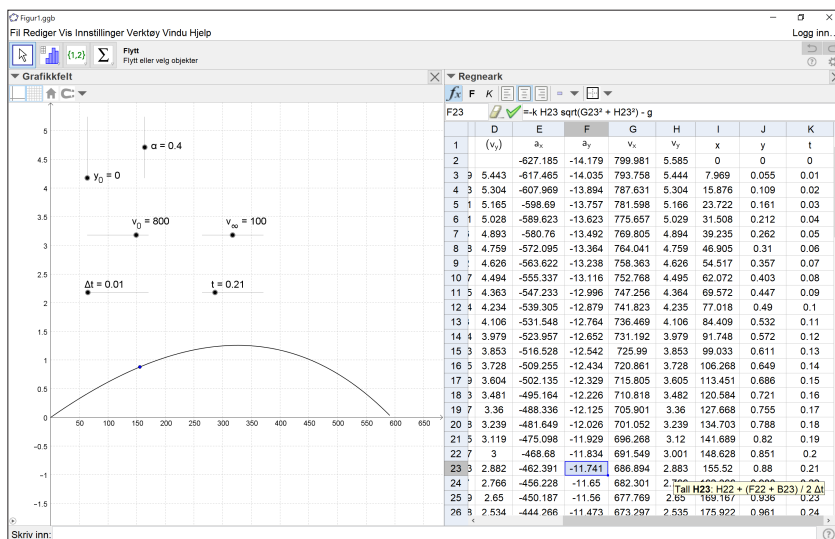 Figur1.ggb
Fil Rediger Vis Innstillinger Verktøy Vindu Hjelp
Logg inn...
{1,2}
Σ
Flytt
Flytt eller velg objekter
Grafikkfelt
Regneark
fx F K
F23 =-k H23 sqrt(G23² + H23²) - g
α = 0.4
y₀ = 0
v₀ = 800
v∞ = 100
Δt = 0.01
t = 0.21
5
4.5
4
3.5
3
2.5
2
1.5
1
0.5
0
-0.5
-1
-1.5
50 100 150 200 250 300 350 400 450 500 550 600 650
D E F G H I J K
1 (vy) ax ay vx vy x y t
2 -627.185 -14.179 799.981 5.585 0 0 0
3 9 5.443 -617.465 -14.035 793.758 5.444 7.969 0.055 0.01
4 3 5.304 -607.969 -13.894 787.631 5.304 15.876 0.109 0.02
5 1 5.165 -598.69 -13.757 781.598 5.166 23.722 0.161 0.03
6 1 5.028 -589.623 -13.623 775.657 5.029 31.508 0.212 0.04
7 4.893 -580.76 -13.492 769.805 4.894 39.235 0.262 0.05
8 8 4.759 -572.095 -13.364 764.041 4.759 46.905 0.31 0.06
9 4.626 -563.622 -13.238 758.363 4.626 54.517 0.357 0.07
10 7 4.494 -555.337 -13.116 752.768 4.495 62.072 0.403 0.08
11 5 4.363 -547.233 -12.996 747.256 4.364 69.572 0.447 0.09
12 4 4.234 -539.305 -12.879 741.823 4.235 77.018 0.49 0.1
13 4.106 -531.548 -12.764 736.469 4.106 84.409 0.532 0.11
14 4 3.979 -523.957 -12.652 731.192 3.979 91.748 0.572 0.12
15 3 3.853 -516.528 -12.542 725.99 3.853 99.033 0.611 0.13
16 5 3.728 -509.255 -12.434 720.861 3.728 106.268 0.649 0.14
17 9 3.604 -502.135 -12.329 715.805 3.605 113.451 0.686 0.15
18 3 3.481 -495.164 -12.226 710.818 3.482 120.584 0.721 0.16
19 7 3.36 -488.336 -12.125 705.901 3.36 127.668 0.755 0.17
20 8 3.239 -481.649 -12.026 701.052 3.239 134.703 0.788 0.18
21 5 3.119 -475.098 -11.929 696.268 3.12 141.689 0.82 0.19
22 7 3 -468.68 -11.834 691.549 3.001 148.628 0.851 0.2
23 3 2.882 -462.391 -11.741 686.894 2.883 155.52 0.88 0.21
24 2.766 -456.228 -11.65 682.301
Tall H23: H22 + (F22 + B23) / 2 Δt
25 9 2.65 -450.187 -11.56 677.769 2.65 169.167 0.936 0.23
26 8 2.534 -444.266 -11.473 673.297 2.535 175.922 0.961 0.24
Skriv inn: